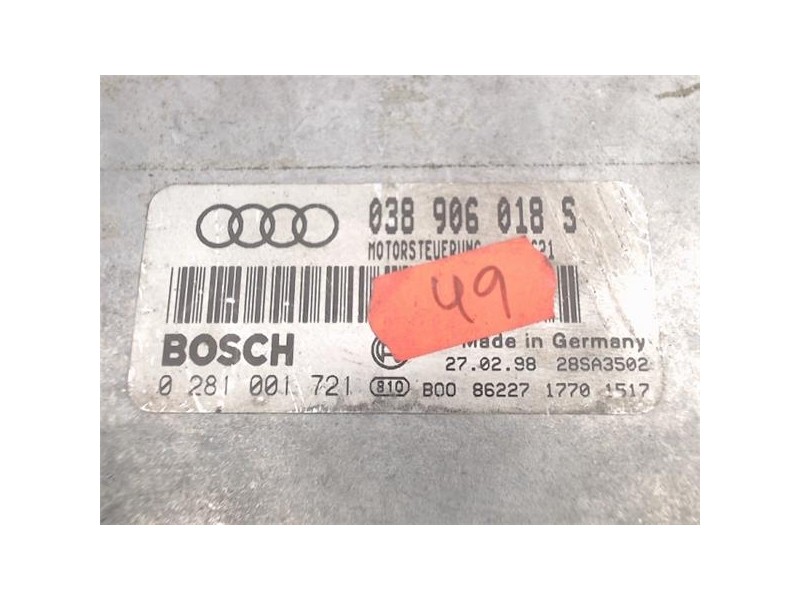 038 906 018 S
MOTORSTEUERUNG
49
BOSCH
Made in Germany
27.02.98 28SA3502
0 281 001 721 S10 B00 86227 1770 1517